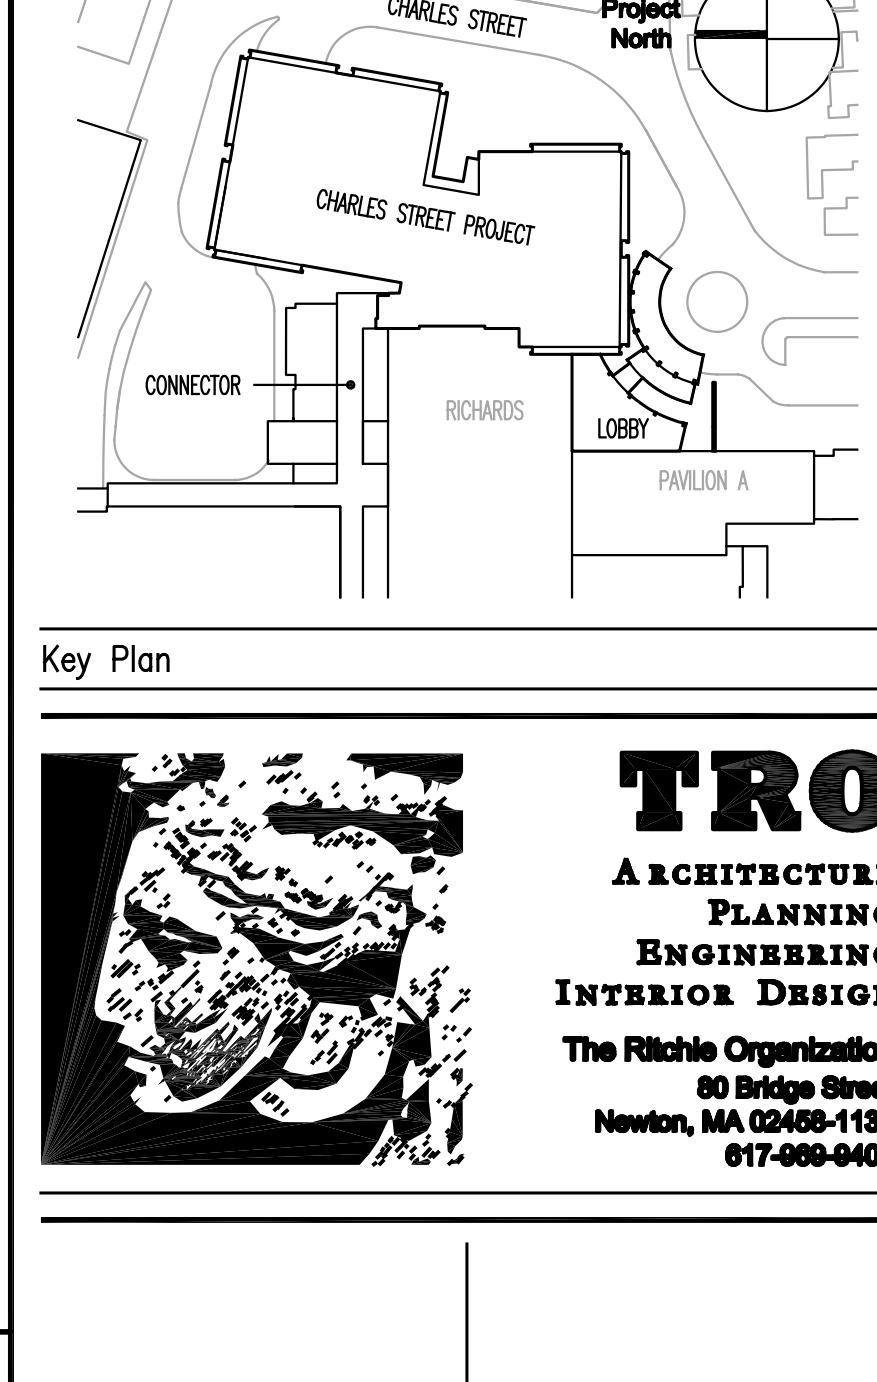 CHARLES STREET
Project
North
CHARLES STREET PROJECT
CONNECTOR
RICHARDS
LOBBY
PAVILION A
Key Plan
TRO
ARCHITECTUR
PLANNIN
ENGINEERIN
INTERIOR DESIG
The Ritchie Organizatio
80 Bridge Stree
Newton, MA 02458-113
617-969-940